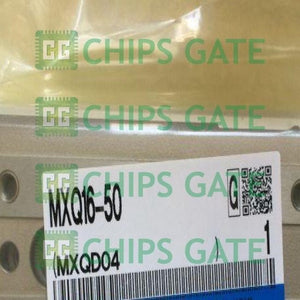 CHIPS GATE
CHIPS GATE
MXQ16-50
Q
CHIPS GATE
1
MXQD04
CHIPS GATE